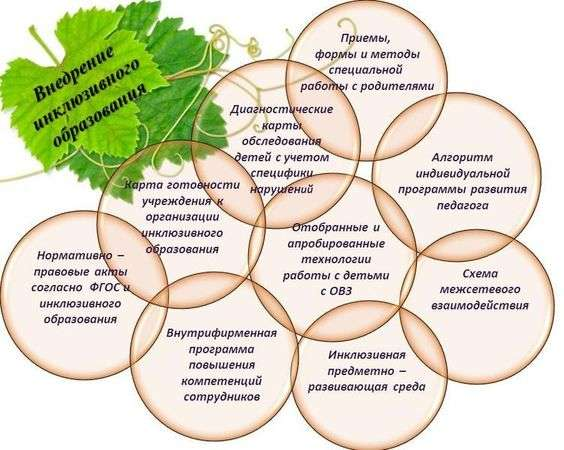 Внедрение
инклюзивного
образования
Приемы,
формы и методы
специальной
работы с родителями
Диагностические
карты
обследования
детей с учетом
специфики
нарушений
Алгоритм
индивидуальной
программы развития
педагога
Карта готовности
учреждения к
организации
инклюзивного
образования
Отобранные и
апробированные
технологии
работы с детьми
с ОВЗ
Нормативно –
правовые акты
согласно ФГОС и
инклюзивного
образования
Схема
межсетевого
взаимодействия
Внутрифирменная
программа
повышения
компетенций
сотрудников
Инклюзивная
предметно –
развивающая среда